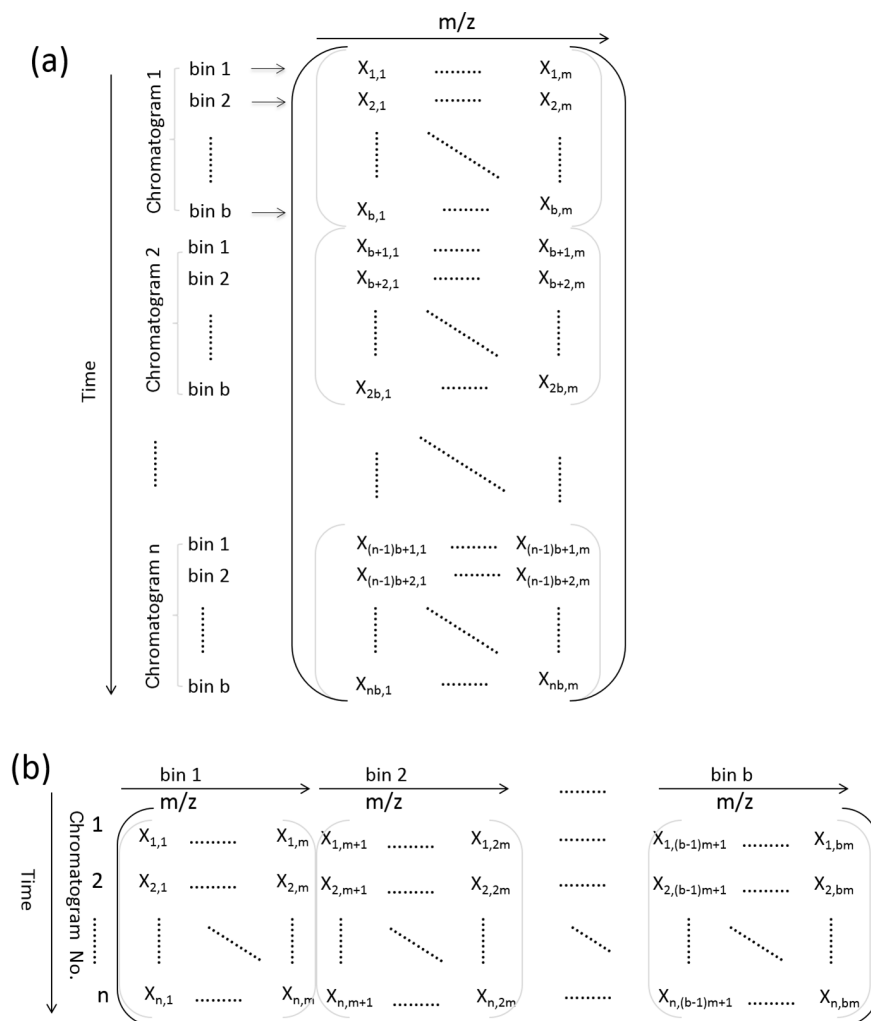 m/z
(a)
Time
Chromatogram 1
bin 1 X1,1 ......... X1,m
bin 2 X2,1 ......... X2,m
bin b Xb,1 ......... Xb,m
Chromatogram 2
bin 1 Xb+1,1 ......... Xb+1,m
bin 2 Xb+2,1 ......... Xb+2,m
bin b X2b,1 ......... X2b,m
Chromatogram n
bin 1 X(n-1)b+1,1 ......... X(n-1)b+1,m
bin 2 X(n-1)b+2,1 ......... X(n-1)b+2,m
bin b Xnb,1 ......... Xnb,m
(b)
bin 1 bin 2 ......... bin b
m/z m/z m/z
Time
Chromatogram No.
1 X1,1 ......... X1,m X1,m+1 ......... X1,2m ......... X1,(b-1)m+1 ......... X1,bm
2 X2,1 ......... X2,m X2,m+1 ......... X2,2m ......... X2,(b-1)m+1 ......... X2,bm
n Xn,1 ......... Xn,m Xn,m+1 ......... Xn,2m ......... Xn,(b-1)m+1 ......... Xn,bm